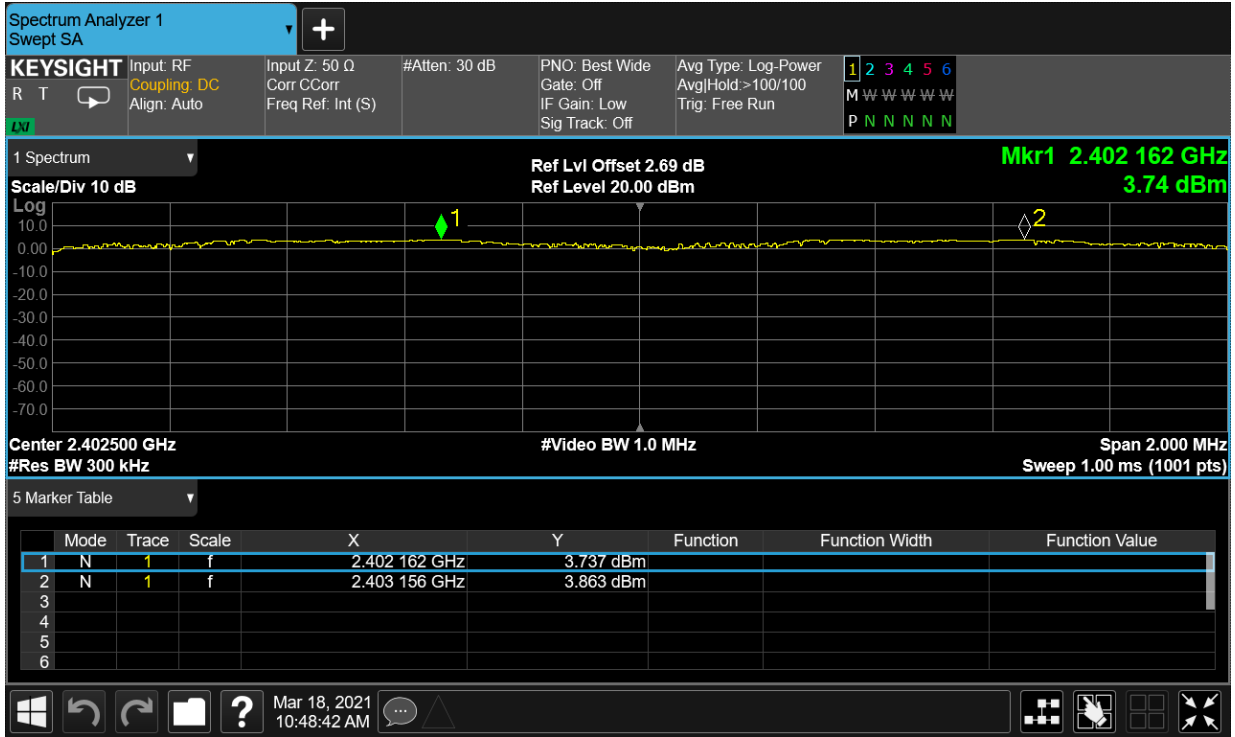 Spectrum Analyzer 1
Swept SA
KEYSIGHT
R T
LXI
Input: RF
Coupling: DC
Align: Auto
Input Z: 50 Ω
Corr CCorr
Freq Ref: Int (S)
#Atten: 30 dB
PNO: Best Wide
Gate: Off
IF Gain: Low
Sig Track: Off
Avg Type: Log-Power
Avg|Hold:>100/100
Trig: Free Run
1 2 3 4 5 6
M W W W W W
P N N N N N
1 Spectrum
Scale/Div 10 dB
Ref Lvl Offset 2.69 dB
Ref Level 20.00 dBm
Mkr1 2.402 162 GHz
3.74 dBm
Log
10.0
0.00
-10.0
-20.0
-30.0
-40.0
-50.0
-60.0
-70.0
1
2
Center 2.402500 GHz
#Res BW 300 kHz
#Video BW 1.0 MHz
Span 2.000 MHz
Sweep 1.00 ms (1001 pts)
5 Marker Table
Mode Trace Scale X Y Function Function Width Function Value
1 N 1 f 2.402 162 GHz 3.737 dBm
2 N 1 f 2.403 156 GHz 3.863 dBm
3
4
5
6
?
Mar 18, 2021
10:48:42 AM